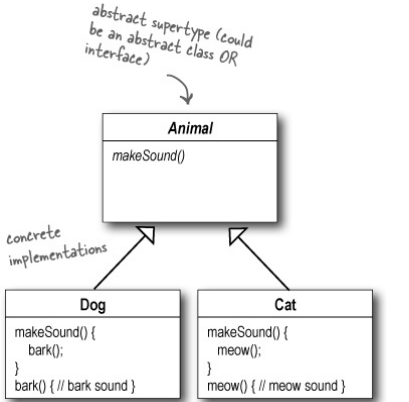 abstract supertype (could
be an abstract class OR
interface)
Animal
makeSound()
concrete
implementations
Dog
makeSound() {
bark();
}
bark() { // bark sound }
Cat
makeSound() {
meow();
}
meow() { // meow sound }